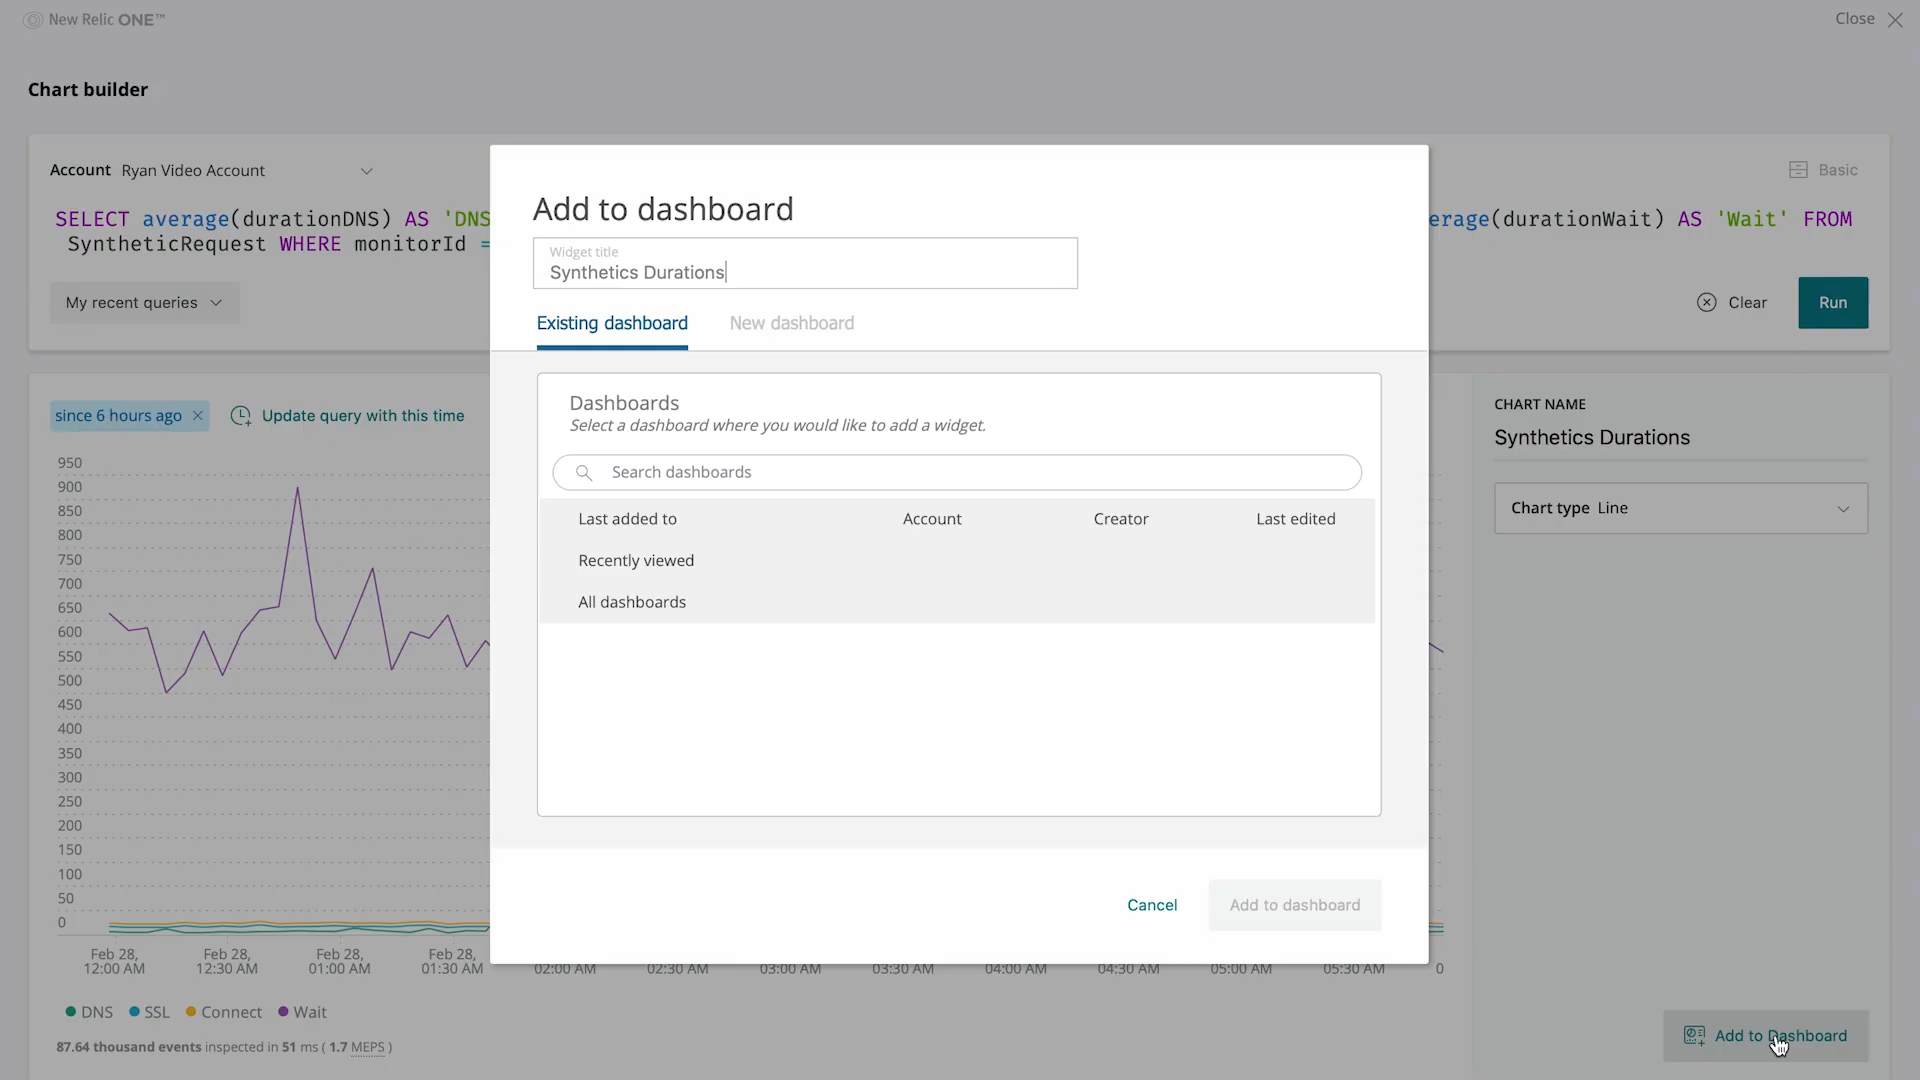 New Relic ONE™
Close
Chart builder
Account Ryan Video Account
Basic
SELECT average(durationDNS) AS 'DNS
erage(durationWait) AS 'Wait' FROM
SyntheticRequest WHERE monitorId =
My recent queries
Clear
Run
Add to dashboard
Widget title
Synthetics Durations
Existing dashboard
New dashboard
Dashboards
Select a dashboard where you would like to add a widget.
Search dashboards
Last added to Account Creator Last edited
Recently viewed
All dashboards
Cancel
Add to dashboard
since 6 hours ago
Update query with this time
950
900
850
800
750
700
650
600
550
500
450
400
350
300
250
200
150
100
50
0
Feb 28, 12:00 AM
Feb 28, 12:30 AM
Feb 28, 01:00 AM
Feb 28, 01:30 AM
02:00 AM
02:30 AM
03:00 AM
03:30 AM
04:00 AM
04:30 AM
05:00 AM
05:30 AM
0
DNS SSL Connect Wait
87.64 thousand events inspected in 51 ms ( 1.7 MEPS )
CHART NAME
Synthetics Durations
Chart type Line
Add to Dashboard